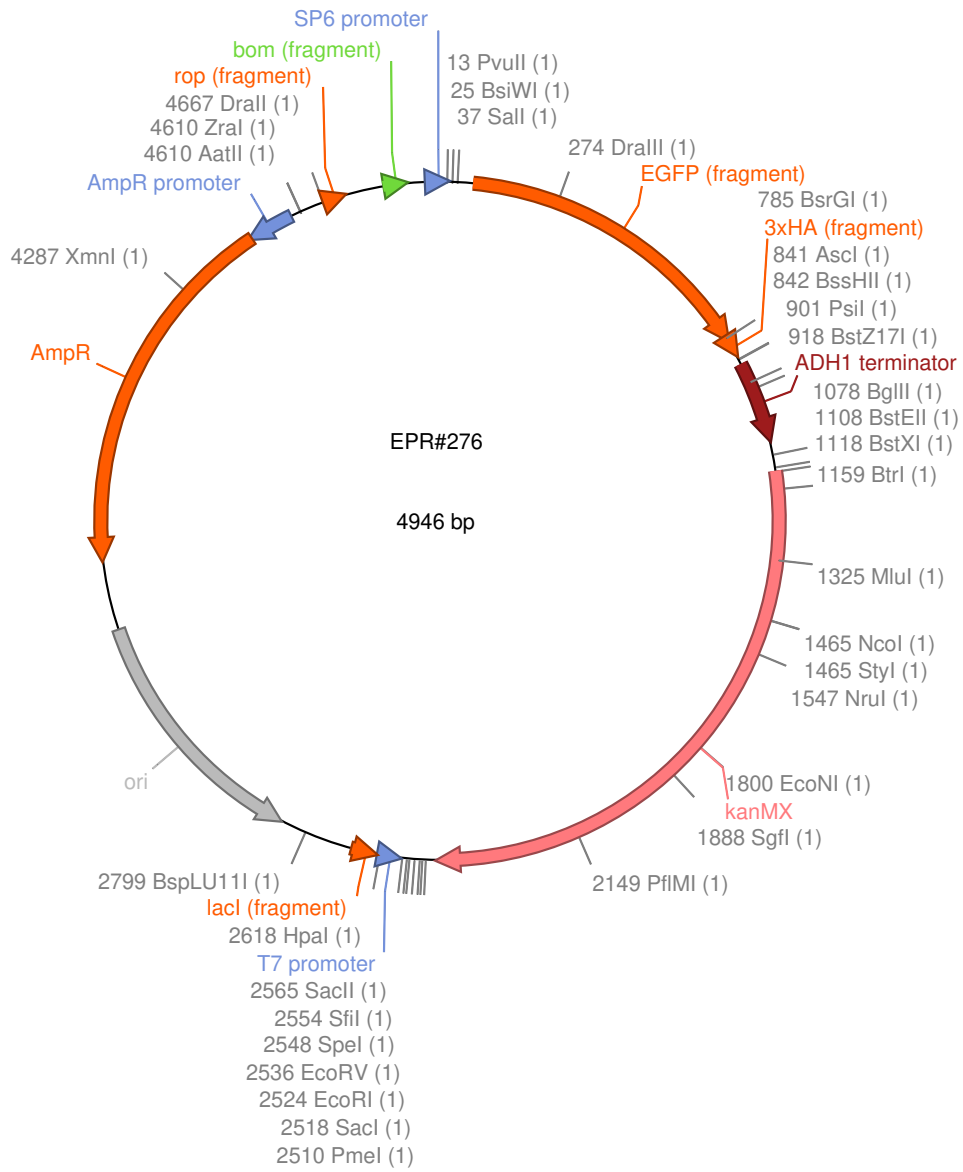 SP6 promoter
bom (fragment)
rop (fragment)
4667 DraII (1)
4610 ZraI (1)
4610 AatII (1)
AmpR promoter
4287 XmnI (1)
AmpR
13 PvuII (1)
25 BsiWI (1)
37 SalI (1)
274 DraIII (1)
EGFP (fragment)
785 BsrGI (1)
3xHA (fragment)
841 AscI (1)
842 BssHII (1)
901 PsiI (1)
918 BstZ17I (1)
ADH1 terminator
1078 BglII (1)
1108 BstEII (1)
1118 BstXI (1)
1159 BtrI (1)
EPR#276
4946 bp
1325 MluI (1)
1465 NcoI (1)
1465 StyI (1)
1547 NruI (1)
1800 EcoNI (1)
kanMX
1888 SgfI (1)
2149 PflMI (1)
ori
2799 BspLU11I (1)
lacI (fragment)
2618 HpaI (1)
T7 promoter
2565 SacII (1)
2554 SfiI (1)
2548 SpeI (1)
2536 EcoRV (1)
2524 EcoRI (1)
2518 SacI (1)
2510 PmeI (1)